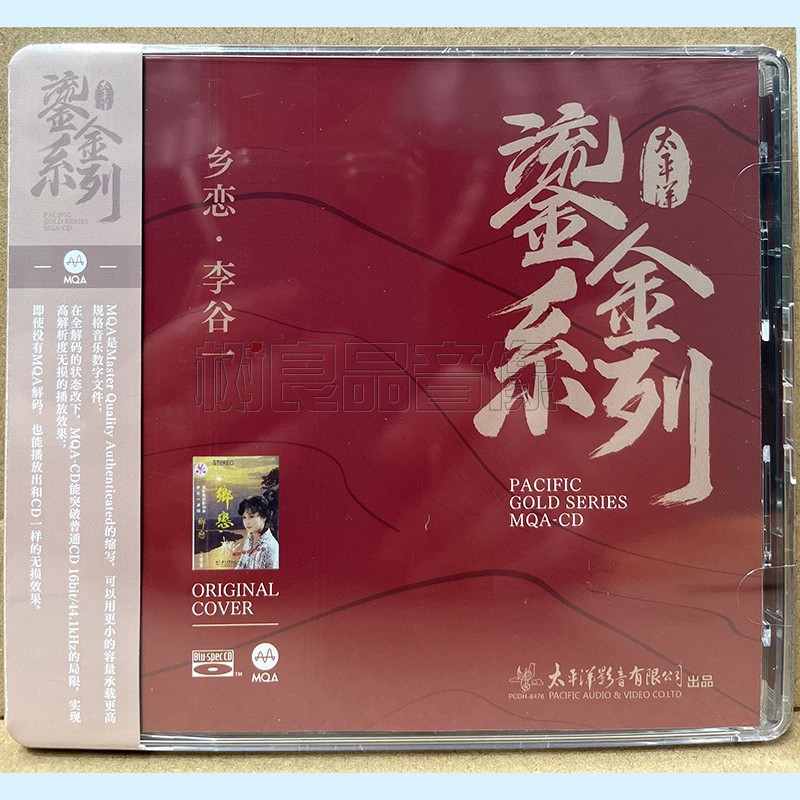 太平洋
鎏金
系列
PACIFIC
GOLD SERIES
MQA-CD
MQA
MQA是Master Quality Authenticated的缩写，可以用更小的容量承载更高
规格音乐数字文件，
在全解码的状态改下，MQA-CD能突破普通CD 16bit/44.1kHz的局限，实现
高解析度无损的播放效果；
即使没有MQA解码，也能播放出和CD一样的无损效果。
乡恋·李谷一
太平洋
鎏金
系列
PACIFIC
GOLD SERIES
MQA-CD
树良品音像
STEREO
鄉戀
ORIGINAL
COVER
Blu-spec CD
TM
MQA
太平洋影音有限公司出品
PCDH-8476 PACIFIC AUDIO & VIDEO CO.LTD.